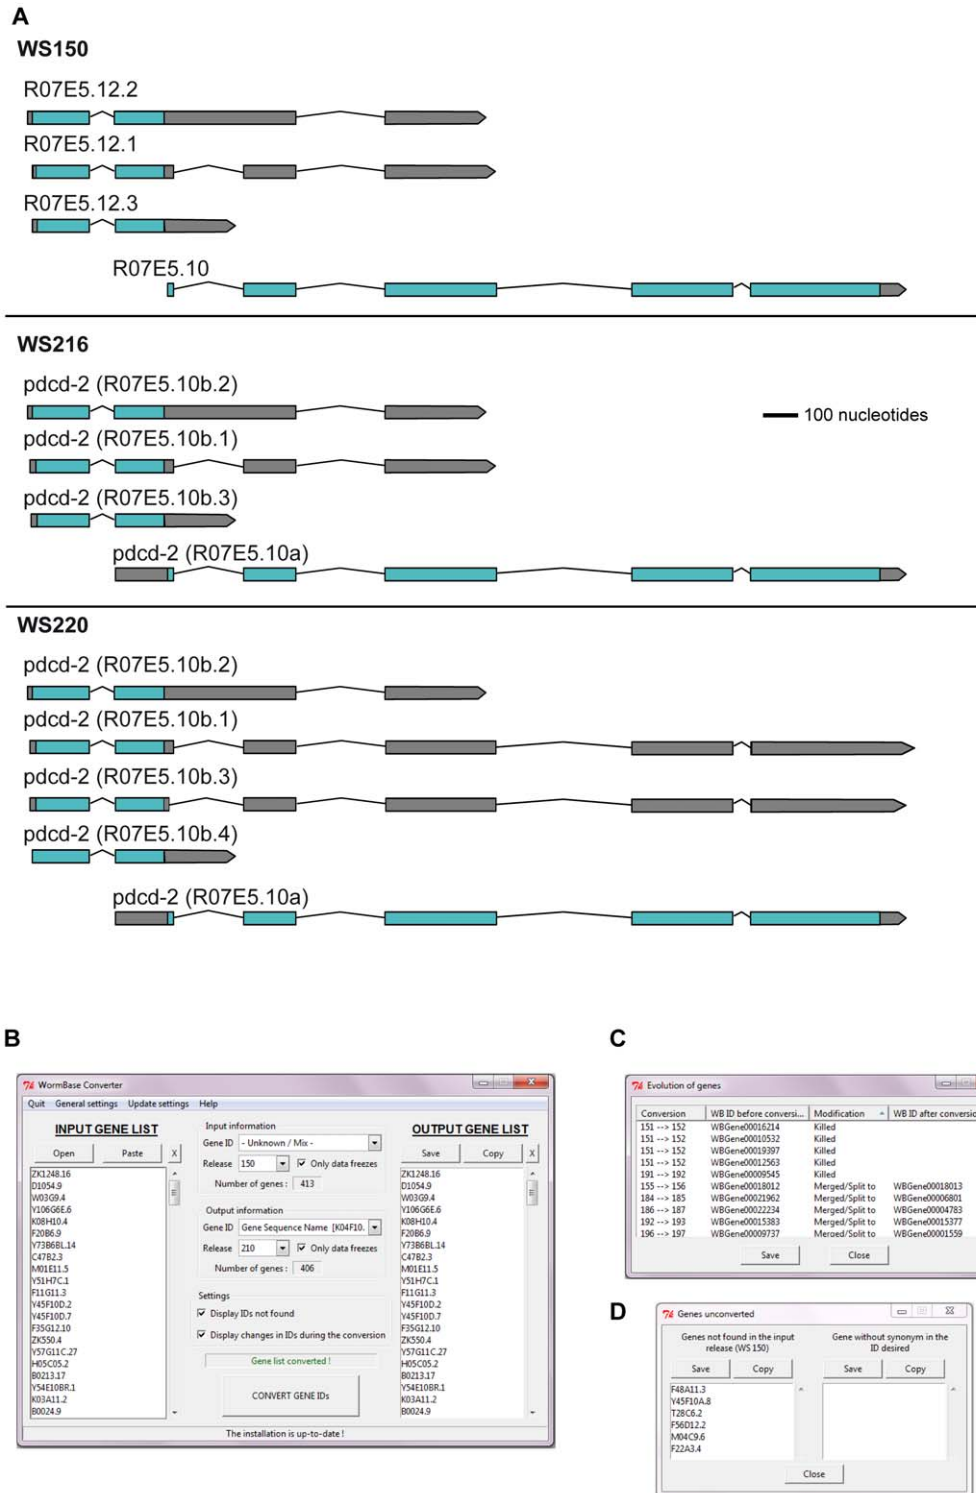 A
WS150
R07E5.12.2
R07E5.12.1
R07E5.12.3
R07E5.10
WS216
pdcd-2 (R07E5.10b.2)
100 nucleotides
pdcd-2 (R07E5.10b.1)
pdcd-2 (R07E5.10b.3)
pdcd-2 (R07E5.10a)
WS220
pdcd-2 (R07E5.10b.2)
pdcd-2 (R07E5.10b.1)
pdcd-2 (R07E5.10b.3)
pdcd-2 (R07E5.10b.4)
pdcd-2 (R07E5.10a)
B
WormBase Converter
Quit General settings Update settings Help
INPUT GENE LIST
Open Paste X
ZK1248.16
D1054.9
W03G9.4
Y106G6E.6
K08H10.4
F20B6.9
Y73B6BL.14
C47B2.3
M01E11.5
Y51H7C.1
F11G11.3
Y45F10D.2
Y45F10D.7
F35G12.10
ZK550.4
Y57G11C.27
H05C05.2
B0213.17
Y54E10BR.1
K03A11.2
B0024.9
Input information
Gene ID - Unknown / Mix -
Release 150 Only data freezes
Number of genes : 413
Output information
Gene ID Gene Sequence Name [K04F10.
Release 210 Only data freezes
Number of genes : 406
Settings
Display IDs not found
Display changes in IDs during the conversion
Gene list converted !
CONVERT GENE IDs
OUTPUT GENE LIST
Save Copy X
ZK1248.16
D1054.9
W03G9.4
Y106G6E.6
K08H10.4
F20B6.9
Y73B6BL.14
C47B2.3
M01E11.5
Y51H7C.1
F11G11.3
Y45F10D.2
Y45F10D.7
F35G12.10
ZK550.4
Y57G11C.27
H05C05.2
B0213.17
Y54E10BR.1
K03A11.2
B0024.9
The installation is up-to-date !
C
Evolution of genes
Conversion WB ID before conversi... Modification WB ID after conversio
151 --> 152 WBGene00016214 Killed
151 --> 152 WBGene00010532 Killed
151 --> 152 WBGene00019397 Killed
151 --> 152 WBGene00012563 Killed
191 --> 192 WBGene00009545 Killed
155 --> 156 WBGene00018012 Merged/Split to WBGene00018013
184 --> 185 WBGene00021962 Merged/Split to WBGene00006801
186 --> 187 WBGene00022234 Merged/Split to WBGene00004783
192 --> 193 WBGene00015383 Merged/Split to WBGene00015377
196 --> 197 WBGene00009737 Merged/Split to WBGene00001559
Save Close
D
Genes unconverted
Genes not found in the input
release (WS 150)
Save Copy
F48A11.3
Y45F10A.8
T28C6.2
F56D12.2
M04C9.6
F22A3.4
Gene without synonym in the
ID desired
Save Copy
Close